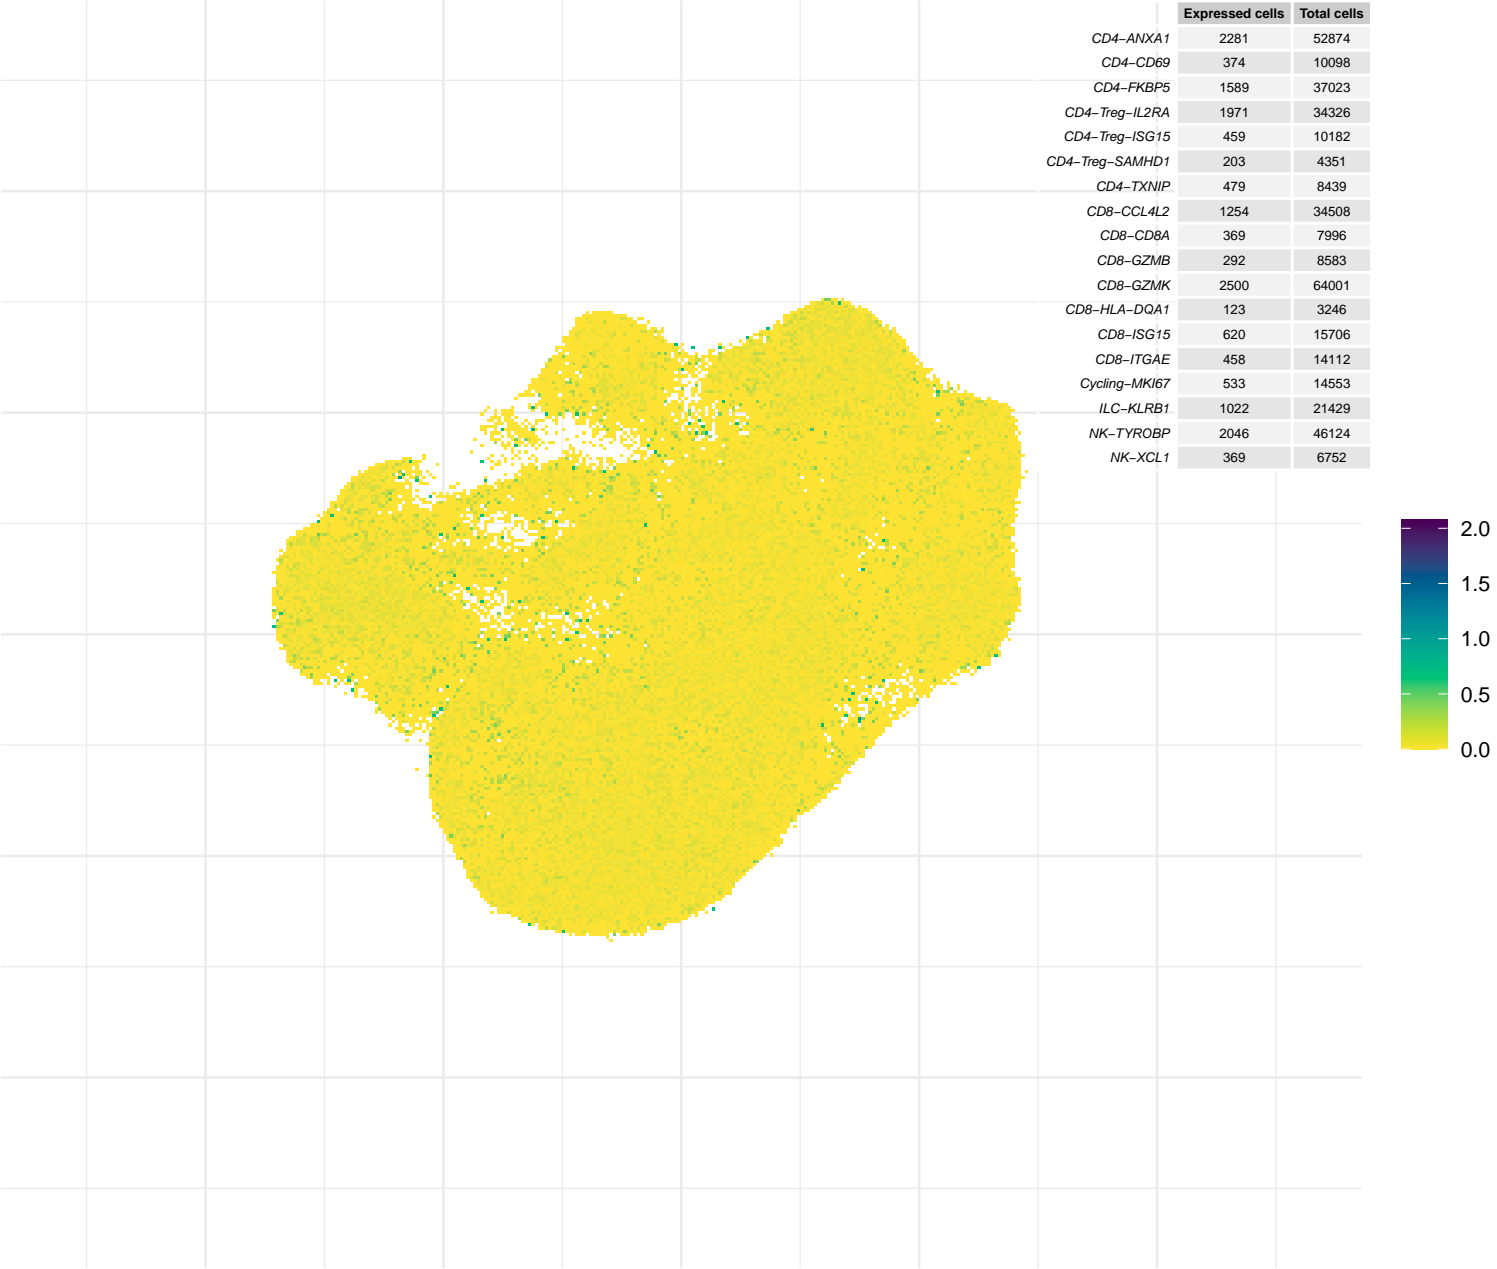 Expressed cells Total cells
CD4−ANXA1 2281 52874
CD4−CD69 374 10098
CD4−FKBP5 1589 37023
CD4−Treg−IL2RA 1971 34326
CD4−Treg−ISG15 459 10182
CD4−Treg−SAMHD1 203 4351
CD4−TXNIP 479 8439
CD8−CCL4L2 1254 34508
CD8−CD8A 369 7996
CD8−GZMB 292 8583
CD8−GZMK 2500 64001
CD8−HLA−DQA1 123 3246
CD8−ISG15 620 15706
CD8−ITGAE 458 14112
Cycling−MKI67 533 14553
ILC−KLRB1 1022 21429
NK−TYROBP 2046 46124
NK−XCL1 369 6752
2.0
1.5
1.0
0.5
0.0